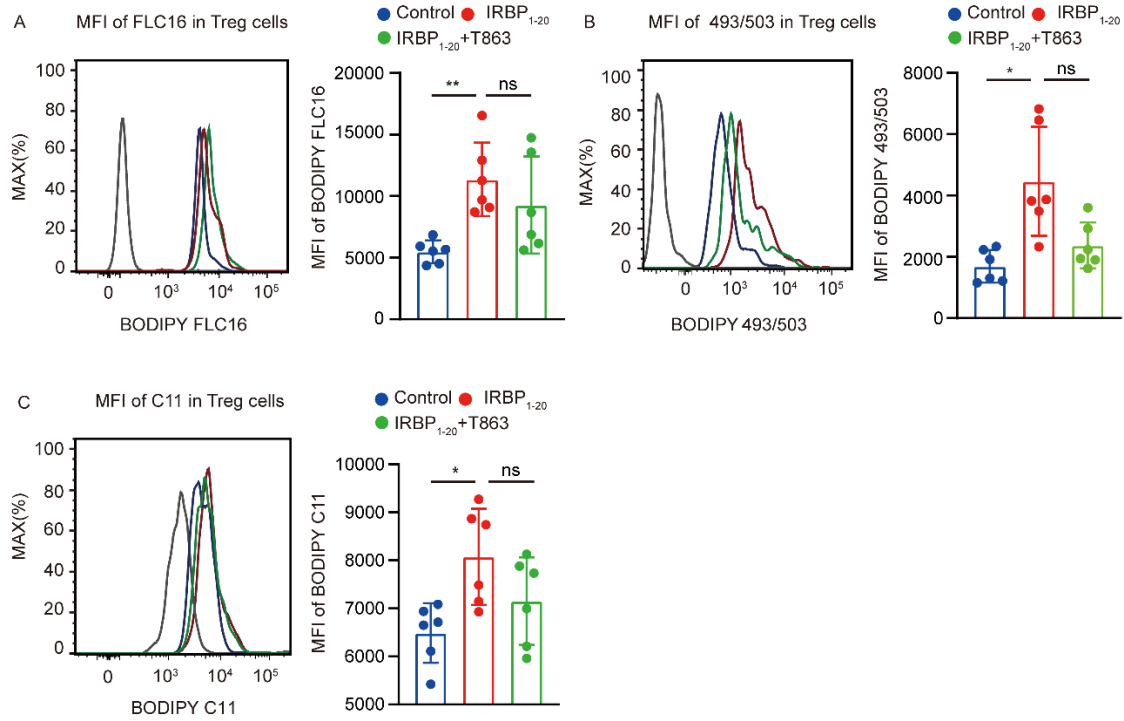 A
MFI of FLC16 in Treg cells
MAX(%)
100
80
60
40
20
0
0
10³
10⁴
10⁵
BODIPY FLC16
Control IRBP₁₋₂₀
IRBP₁₋₂₀+T863
MFI of BODIPY FLC16
20000
15000
10000
5000
0
**
ns
B
MFI of 493/503 in Treg cells
MAX(%)
100
80
60
40
20
0
0
10³
10⁴
10⁵
BODIPY 493/503
Control IRBP₁₋₂₀
IRBP₁₋₂₀+T863
MFI of BODIPY 493/503
8000
6000
4000
2000
0
*
ns
C
MFI of C11 in Treg cells
MAX(%)
100
80
60
40
20
0
0
10³
10⁴
10⁵
BODIPY C11
Control IRBP₁₋₂₀
IRBP₁₋₂₀+T863
MFI of BODIPY C11
10000
9000
8000
7000
6000
5000
*
ns